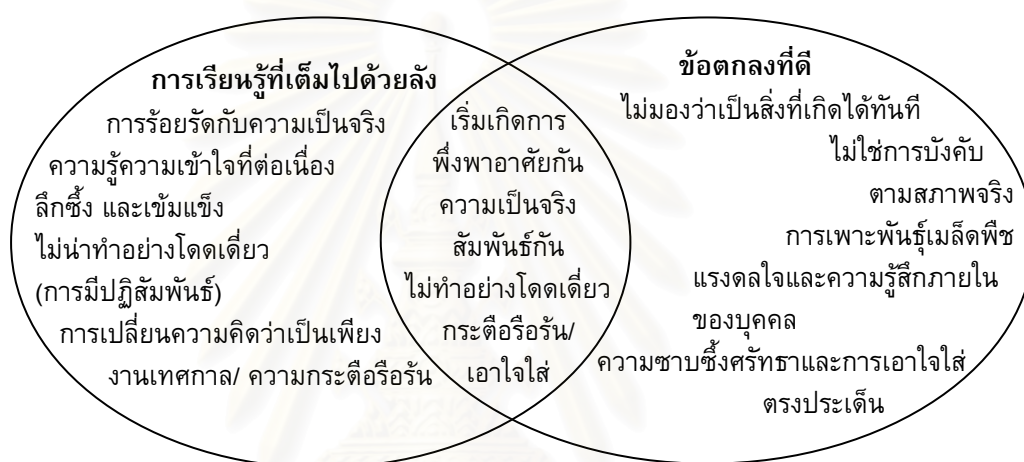 การเรียนรู้ที่เต็มไปด้วยลัง
การร้อยรัดกับความเป็นจริง
ความรู้ความเข้าใจที่ต่อเนื่อง
ลึกซึ้ง และเข้มแข็ง
ไม่น่าทำอย่างโดดเดี่ยว
(การมีปฏิสัมพันธ์)
การเปลี่ยนความคิดว่าเป็นเพียง
งานเทศกาล/ ความกระตือรือร้น
เริ่มเกิดการ
พึ่งพาอาศัยกัน
ความเป็นจริง
สัมพันธ์กัน
ไม่ทำอย่างโดดเดี่ยว
กระตือรือร้น/
เอาใจใส่
ข้อตกลงที่ดี
ไม่มองว่าเป็นสิ่งที่เกิดได้ทันที
ไม่ใช่การบังคับ
ตามสภาพจริง
การเพาะพันธุ์เมล็ดพืช
แรงดลใจและความรู้สึกภายใน
ของบุคคล
ความซาบซึ้งศรัทธาและการเอาใจใส่
ตรงประเด็น